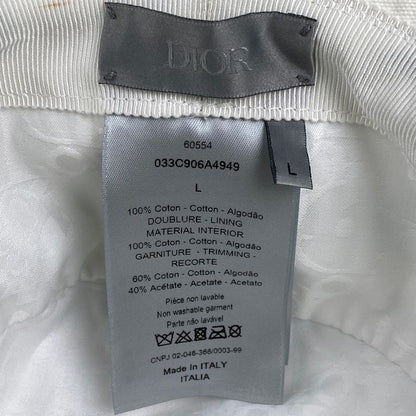 DIOR
L
60554
033C906A4949
L
100% Coton - Cotton - Algodão
DOUBLURE - LINING
MATERIAL INTERIOR
100% Coton - Cotton - Algodão
GARNITURE - TRIMMING -
RECORTE
60% Coton - Cotton - Algodão
40% Acétate - Acetate - Acetato
Pièce non lavable
Non washable garment
Parte não lavável
CNPJ 02-046-366/0003-99
Made In ITALY
ITALIA